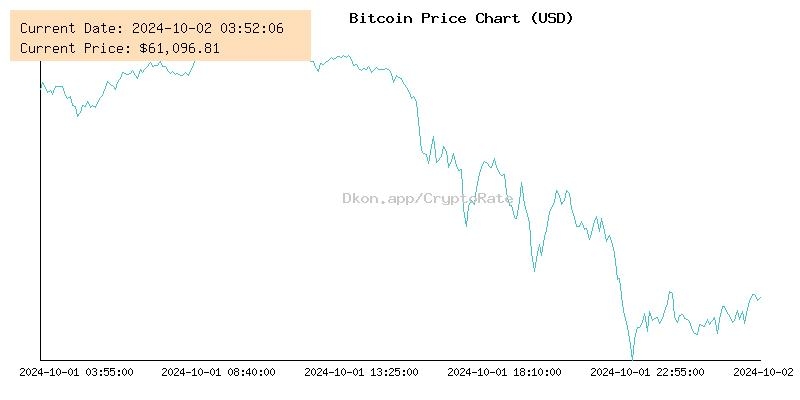 Bitcoin Price Chart (USD)
Current Date: 2024-10-02 03:52:06
Current Price: $61,096.81
Dkon.app/CryptoRate
2024-10-01 03:55:00
2024-10-01 08:40:00
2024-10-01 13:25:00
2024-10-01 18:10:00
2024-10-01 22:55:00
2024-10-02